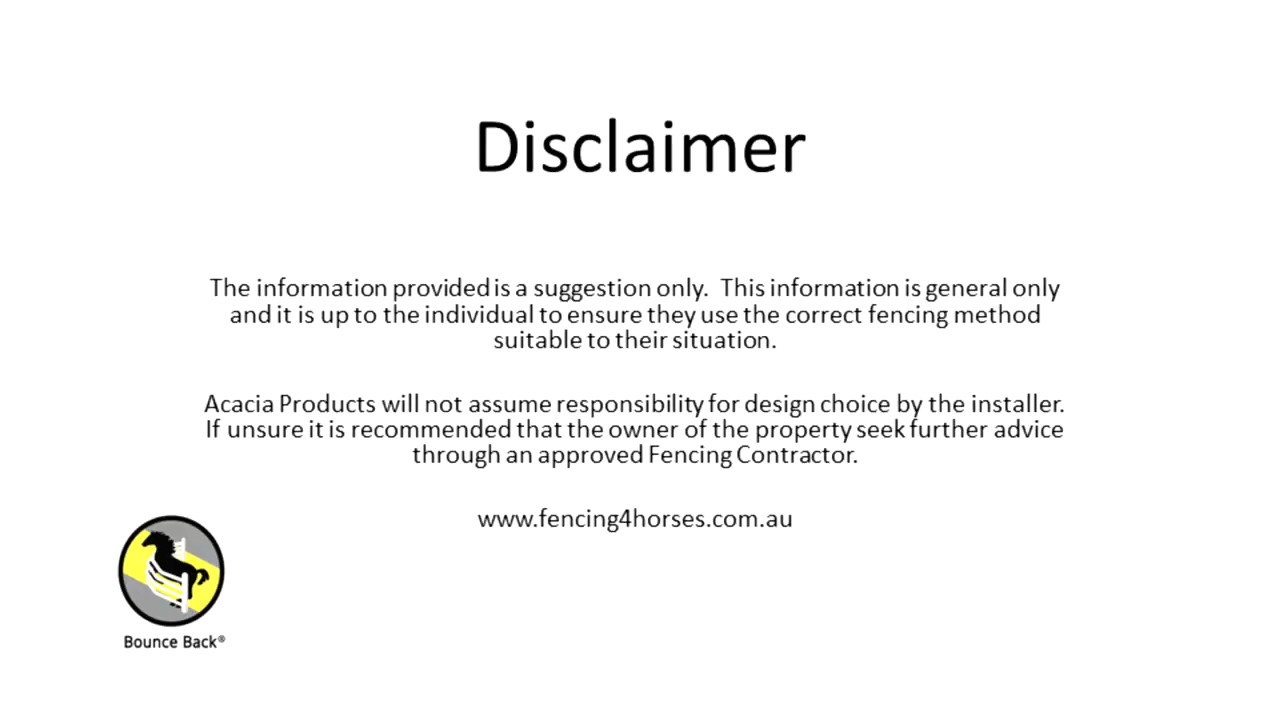 Disclaimer
The information provided is a suggestion only.  This information is general only
and it is up to the individual to ensure they use the correct fencing method
suitable to their situation.
Acacia Products will not assume responsibility for design choice by the installer.
If unsure it is recommended that the owner of the property seek further advice
through an approved Fencing Contractor.
www.fencing4horses.com.au
Bounce Back®